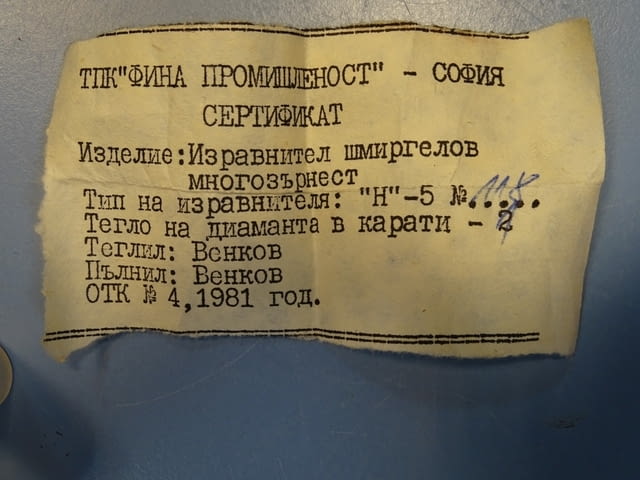 ТПК"ФИНА ПРОМИШЛЕНОСТ" - СОФИЯ
СЕРТИФИКАТ
Изделие:Изравнител шмиргелов
многозърнест
Тип на изравнителя: "Н"-5 №.....
Тегло на диаманта в карати - 2
Теглил: Венков
Пълнил: Венков
ОТК № 4,1981 год.